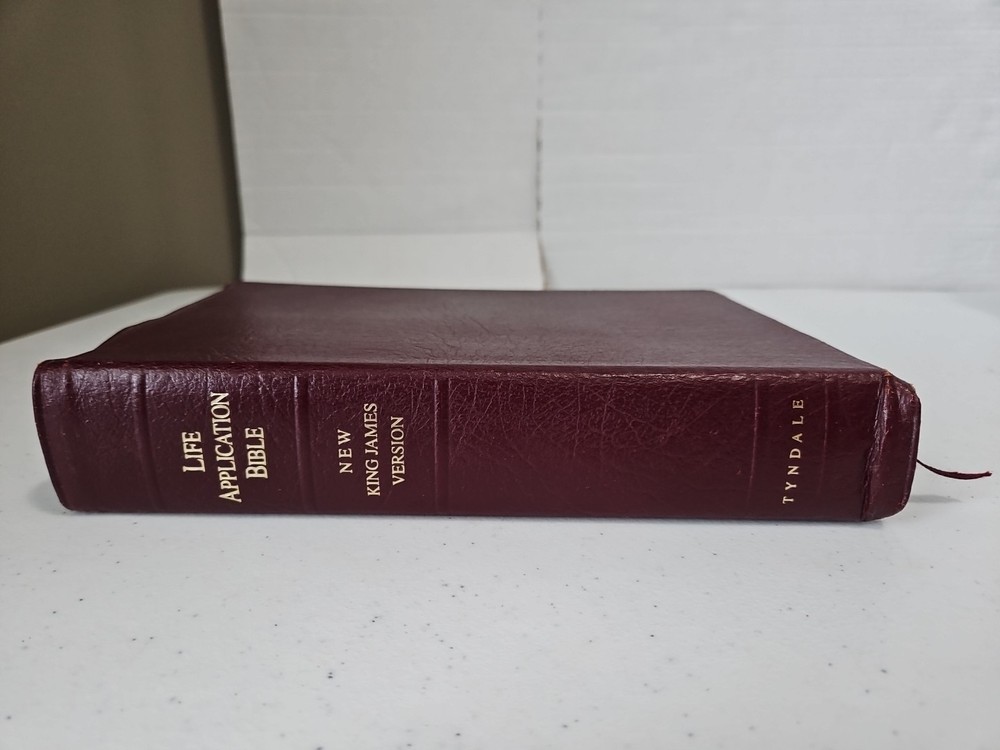 LIFE
APPLICATION
BIBLE
NEW
KING JAMES
VERSION
TYNDALE